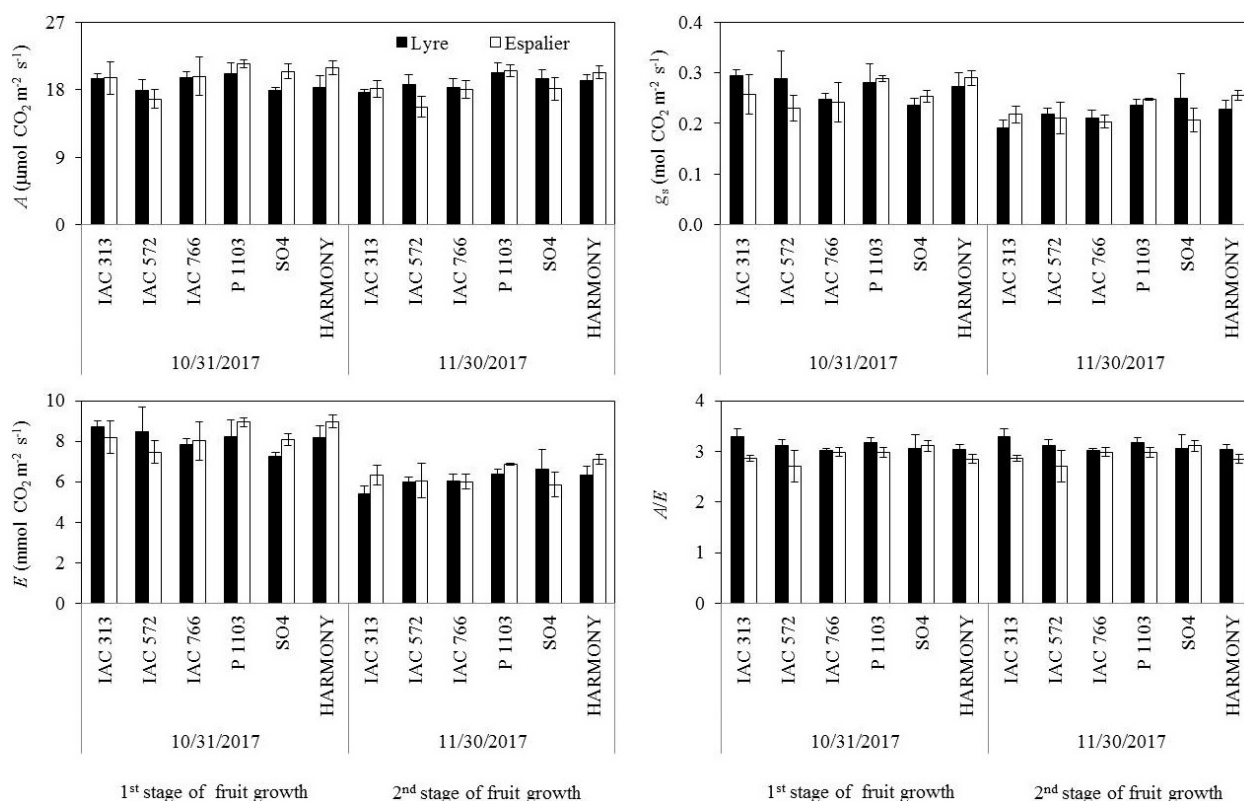 27
18
9
0
A (µmol CO2 m-2 s-1)
Lyre
Espalier
IAC 313
IAC 572
IAC 766
P 1103
SO4
HARMONY
IAC 313
IAC 572
IAC 766
P 1103
SO4
HARMONY
10/31/2017
11/30/2017
0.4
0.3
0.2
0.1
0.0
gs (mol CO2 m-2 s-1)
IAC 313
IAC 572
IAC 766
P 1103
SO4
HARMONY
IAC 313
IAC 572
IAC 766
P 1103
SO4
HARMONY
10/31/2017
11/30/2017
10
8
6
4
2
0
E (mmol CO2 m-2 s-1)
IAC 313
IAC 572
IAC 766
P 1103
SO4
HARMONY
IAC 313
IAC 572
IAC 766
P 1103
SO4
HARMONY
10/31/2017
11/30/2017
1st stage of fruit growth
2nd stage of fruit growth
4
3
2
1
0
A/E
IAC 313
IAC 572
IAC 766
P 1103
SO4
HARMONY
IAC 313
IAC 572
IAC 766
P 1103
SO4
HARMONY
10/31/2017
11/30/2017
1st stage of fruit growth
2nd stage of fruit growth